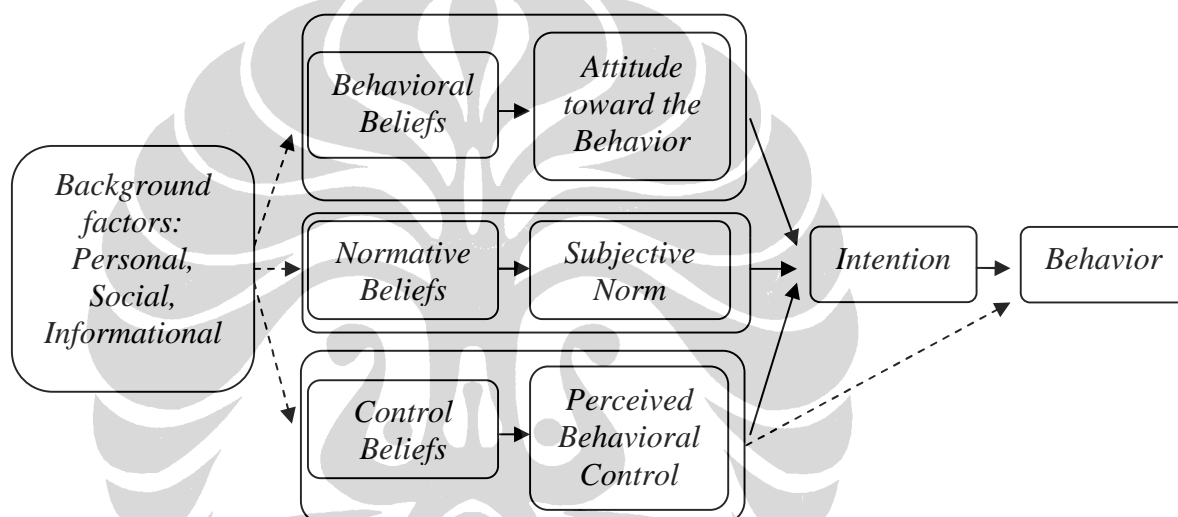 Background
factors:
Personal,
Social,
Informational
Behavioral
Beliefs
Attitude
toward the
Behavior
Normative
Beliefs
Subjective
Norm
Control
Beliefs
Perceived
Behavioral
Control
Intention
Behavior